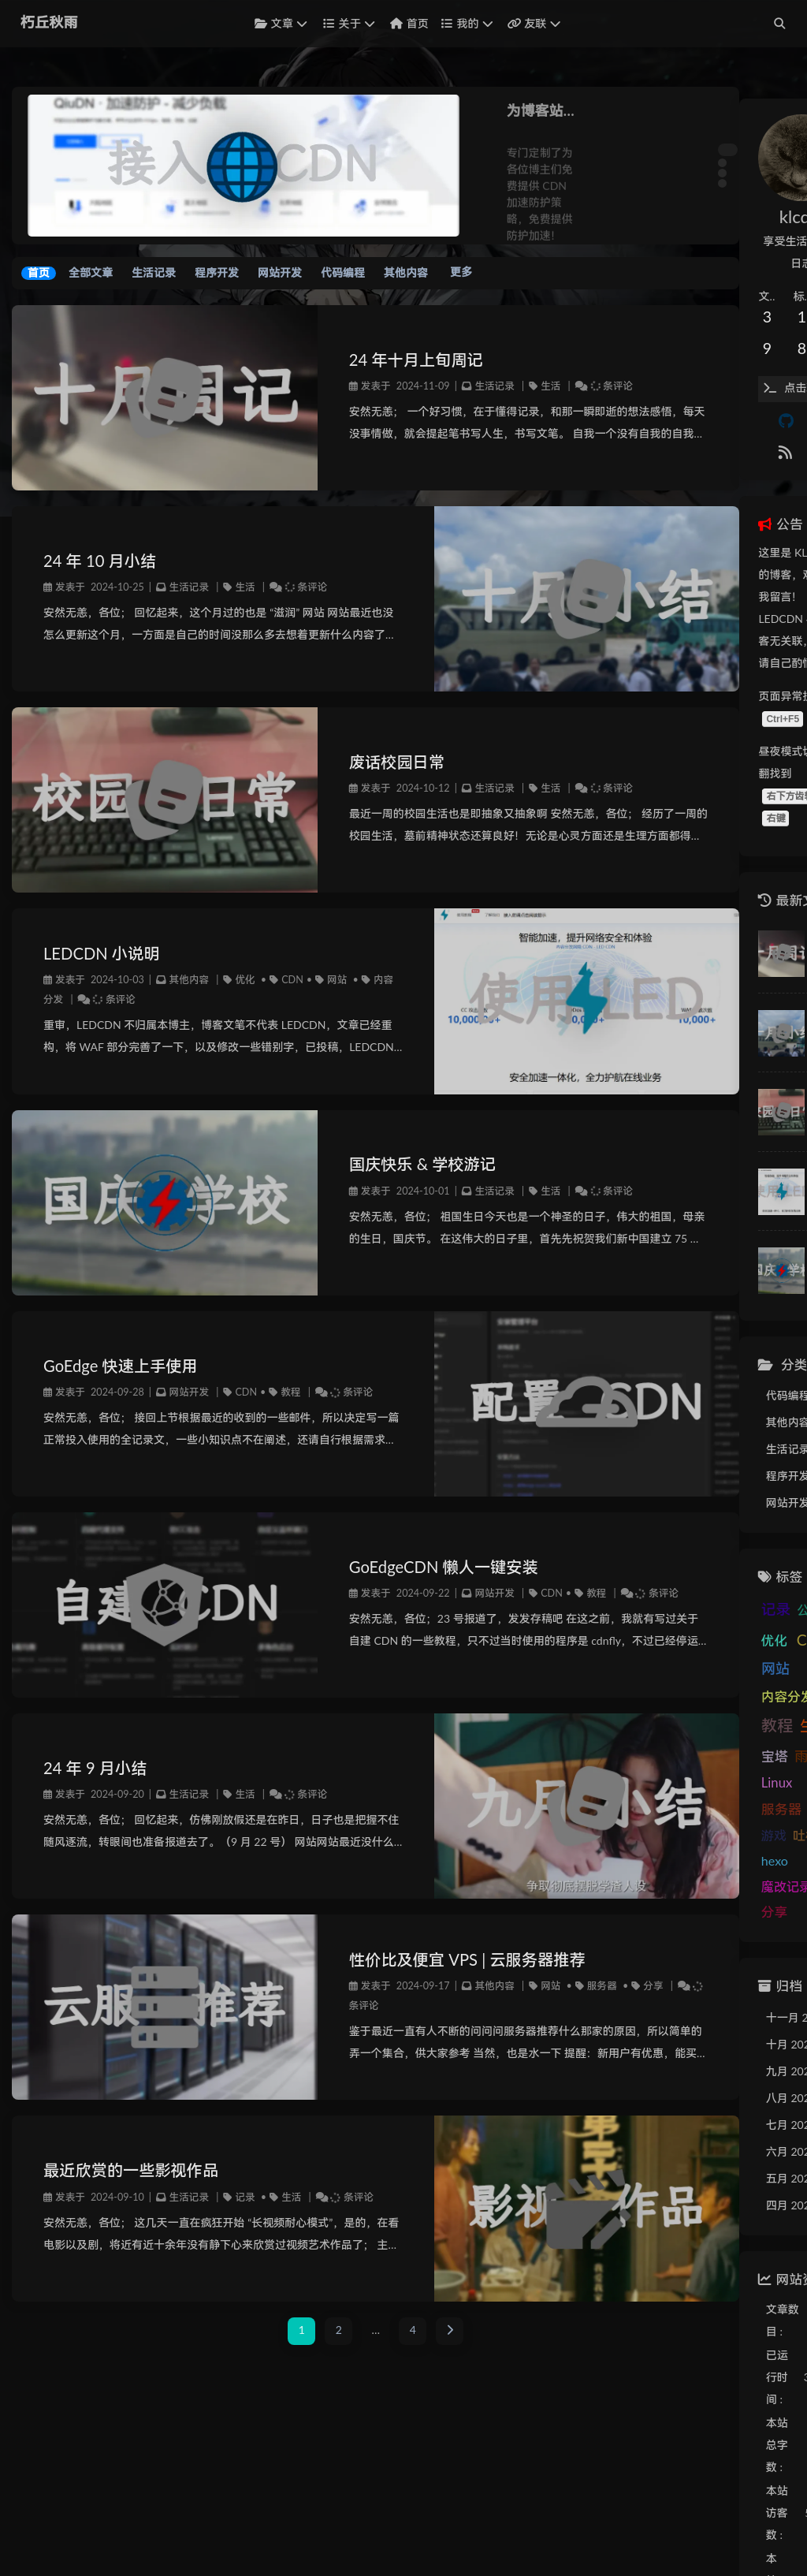 朽丘秋雨
文章 关于 首页 我的 友联
QiuDN · 加速防护 - 减少负载
接入 CDN
为博客站...
专门定制了为
各位博主们免
费提供 CDN
加速防护策
略，免费提供
防护加速！
首页 全部文章 生活记录 程序开发 网站开发 代码编程 其他内容 更多
24 年十月上旬周记
发表于 2024-11-09 | 生活记录 | 生活 | 条评论
安然无恙； 一个好习惯，在于懂得记录，和那一瞬即逝的想法感悟，每天
没事情做，就会提起笔书写人生，书写文笔。 自我一个没有自我的自我...
24 年 10 月小结
发表于 2024-10-25 | 生活记录 | 生活 | 条评论
安然无恙，各位； 回忆起来，这个月过的也是 “滋润” 网站 网站最近也没
怎么更新这个月，一方面是自己的时间没那么多去想着更新什么内容了...
校园 日常
废话校园日常
发表于 2024-10-12 | 生活记录 | 生活 | 条评论
最近一周的校园生活也是即抽象又抽象啊 安然无恙，各位； 经历了一周的
校园生活，墓前精神状态还算良好！无论是心灵方面还是生理方面都得...
LEDCDN 小说明
发表于 2024-10-03 | 其他内容 | 优化 • CDN • 网站 • 内容
分发 | 条评论
重审，LEDCDN 不归属本博主，博客文笔不代表 LEDCDN，文章已经重
构，将 WAF 部分完善了一下，以及修改一些错别字，已投稿，LEDCDN...
智能加速，提升网络安全和体验
使用 LED
安全加速一体化，全力护航在线业务
国庆 学校
国庆快乐 & 学校游记
发表于 2024-10-01 | 生活记录 | 生活 | 条评论
安然无恙，各位； 祖国生日今天也是一个神圣的日子，伟大的祖国，母亲
的生日，国庆节。 在这伟大的日子里，首先先祝贺我们新中国建立 75 ...
GoEdge 快速上手使用
发表于 2024-09-28 | 网站开发 | CDN • 教程 | 条评论
安然无恙，各位； 接回上节根据最近的收到的一些邮件，所以决定写一篇
正常投入使用的全记录文，一些小知识点不在阐述，还请自行根据需求...
自建 CDN
GoEdgeCDN 懒人一键安装
发表于 2024-09-22 | 网站开发 | CDN • 教程 | 条评论
安然无恙，各位；23 号报道了，发发存稿吧 在这之前，我就有写过关于
自建 CDN 的一些教程，只不过当时使用的程序是 cdnfly，不过已经停运...
24 年 9 月小结
发表于 2024-09-20 | 生活记录 | 生活 | 条评论
安然无恙，各位； 回忆起来，仿佛刚放假还是在昨日，日子也是把握不住
随风逐流，转眼间也准备报道去了。（9 月 22 号） 网站网站最近没什么...
九月小结
争取彻底摆脱学渣人设
性价比及便宜 VPS | 云服务器推荐
发表于 2024-09-17 | 其他内容 | 网站 • 服务器 • 分享 |
条评论
鉴于最近一直有人不断的问问问服务器推荐什么那家的原因，所以简单的
弄一个集合，供大家参考 当然，也是水一下 提醒：新用户有优惠，能买...
最近欣赏的一些影视作品
发表于 2024-09-10 | 生活记录 | 记录 • 生活 | 条评论
安然无恙，各位； 这几天一直在疯狂开始 “长视频耐心模式”，是的，在看
电影以及剧，将近有近十余年没有静下心来欣赏过视频艺术作品了； 主...
影视 作品
1 2 ... 4
享受生活
日志
文..
标.
3
9
点击
公告
这里是 KL
的博客，
我留言！
LEDCDN
客无关联，
请自己酌
页面异常
Ctrl+F5
昼夜模式
翻找到
右下方齿
右键
最新文
分类
代码编程
其他内容
生活记录
程序开发
网站开发
标签
记录
优化
网站
内容分发
教程
宝塔
Linux
服务器
游戏
hexo
魔改记录
分享
归档
十一月
十月
九月
八月
七月
六月
五月
四月
文章数
目：
已运
行时
间：
本站
总字
数：
本站
访客
数：
本